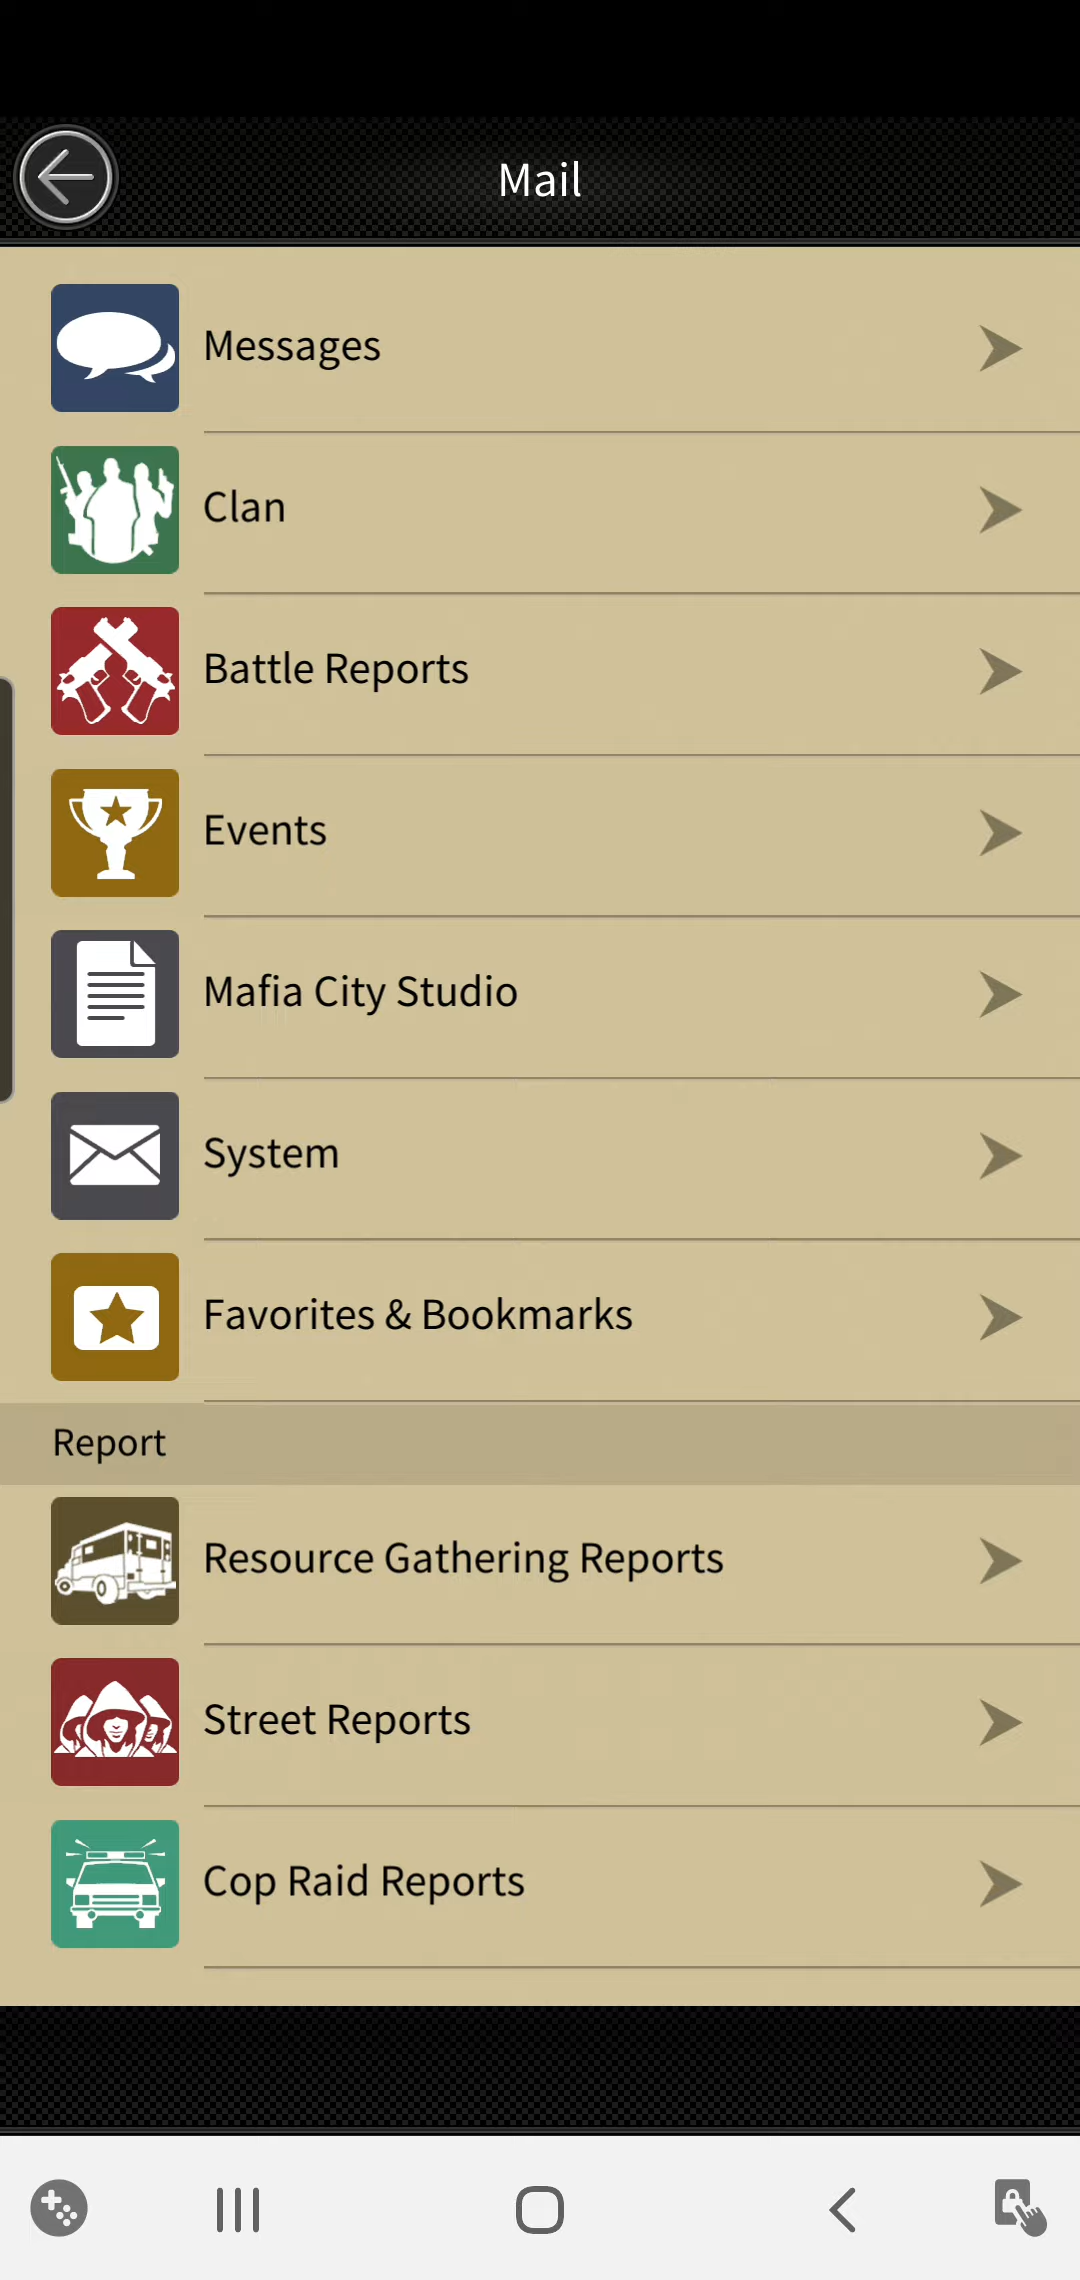 Mail
Messages
Clan
Battle Reports
Events
Mafia City Studio
System
Favorites & Bookmarks
Report
Resource Gathering Reports
Street Reports
Cop Raid Reports